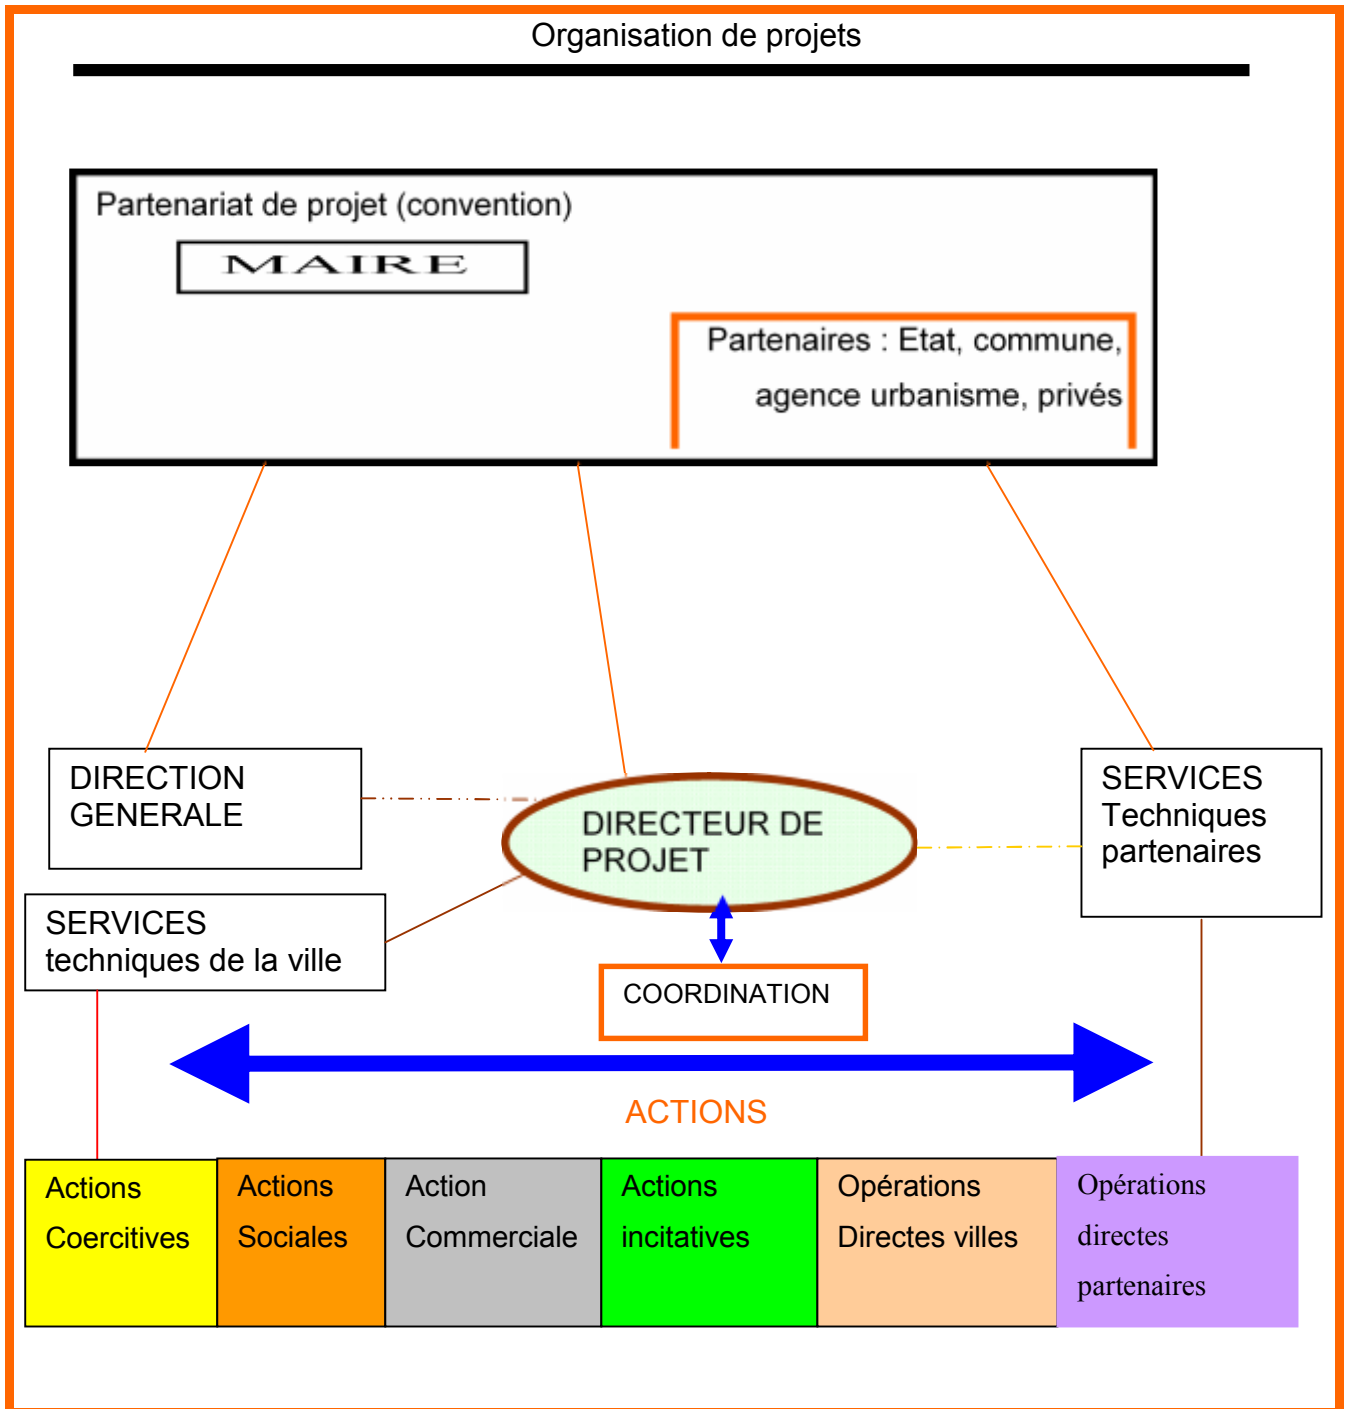 Organisation de projets
Partenariat de projet (convention)
MAIRE
Partenaires : Etat, commune,
agence urbanisme, privés
DIRECTION
GENERALE
DIRECTEUR DE
PROJET
SERVICES
Techniques
partenaires
SERVICES
techniques de la ville
COORDINATION
ACTIONS
Actions
Coercitives
Actions
Sociales
Action
Commerciale
Actions
incitatives
Opérations
Directes villes
Opérations
directes
partenaires